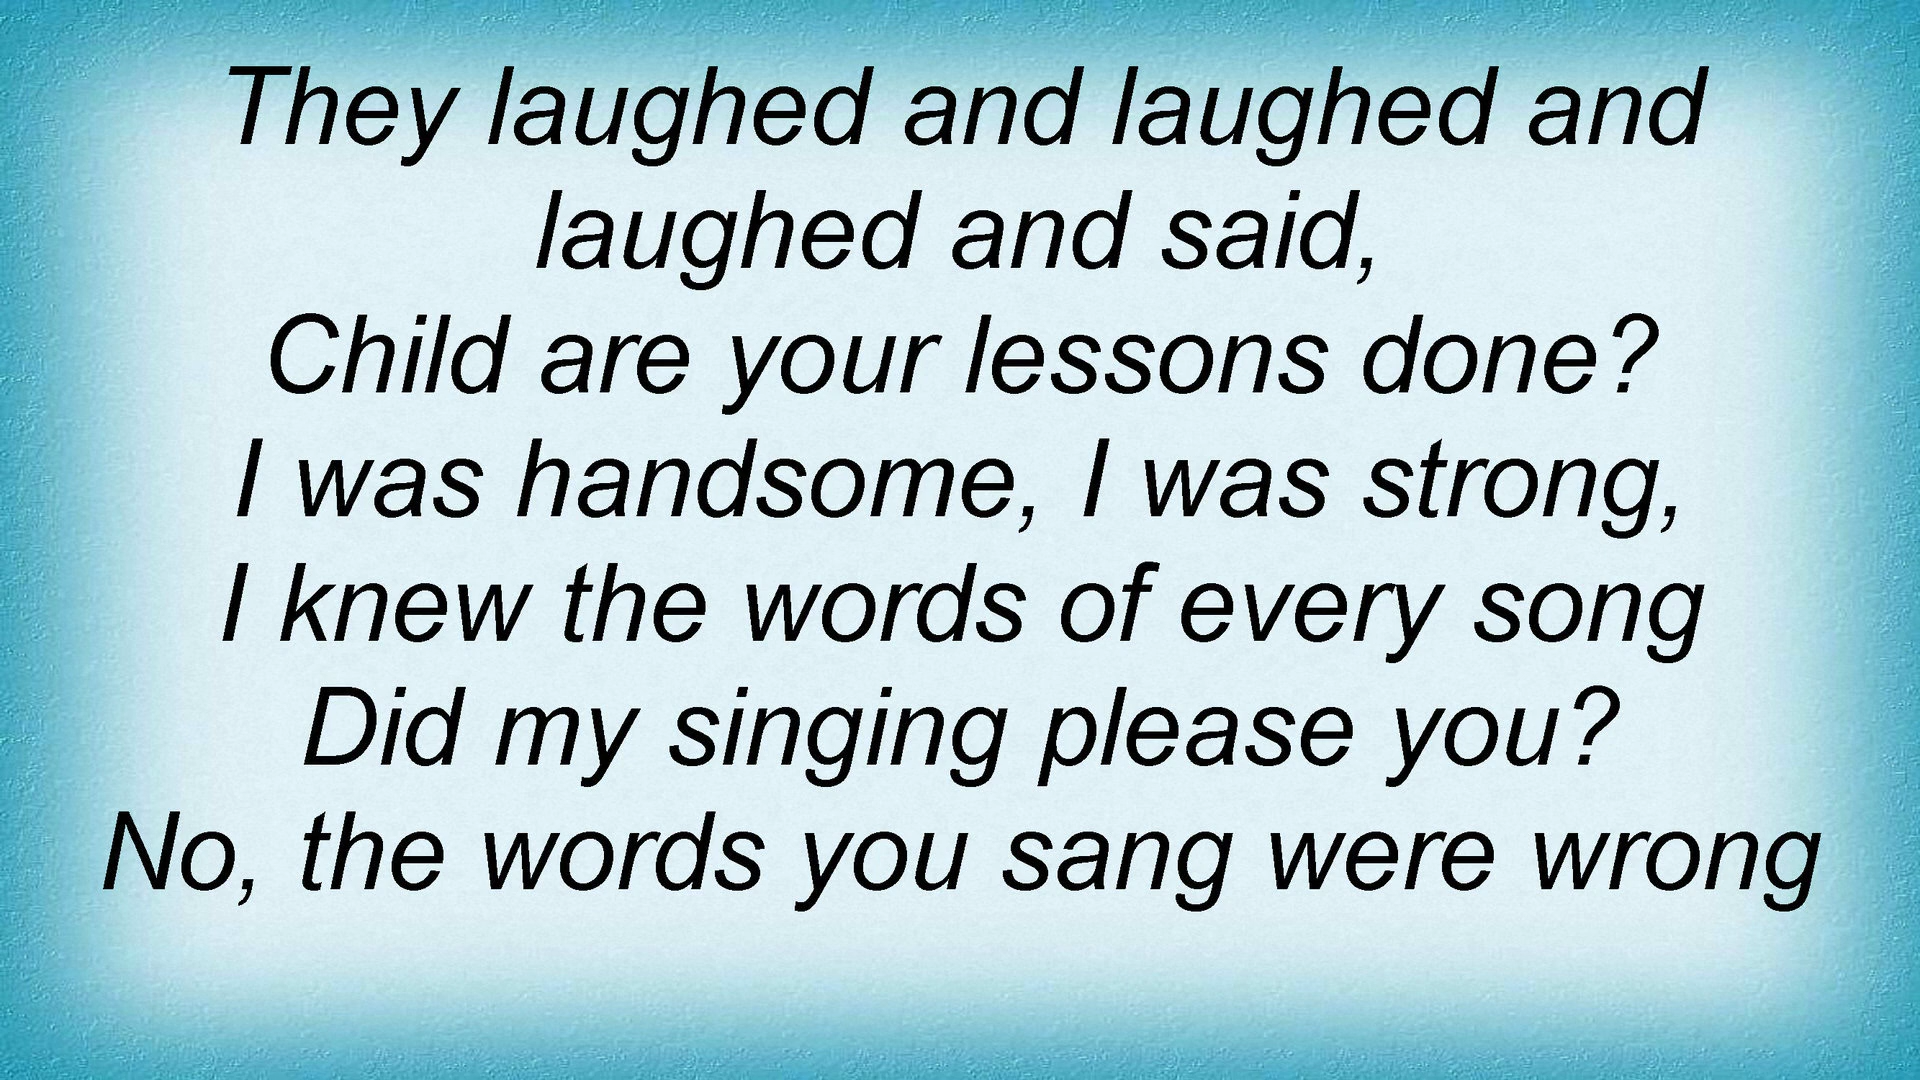 They laughed and laughed and
laughed and said,
Child are your lessons done?
I was handsome, I was strong,
I knew the words of every song
Did my singing please you?
No, the words you sang were wrong